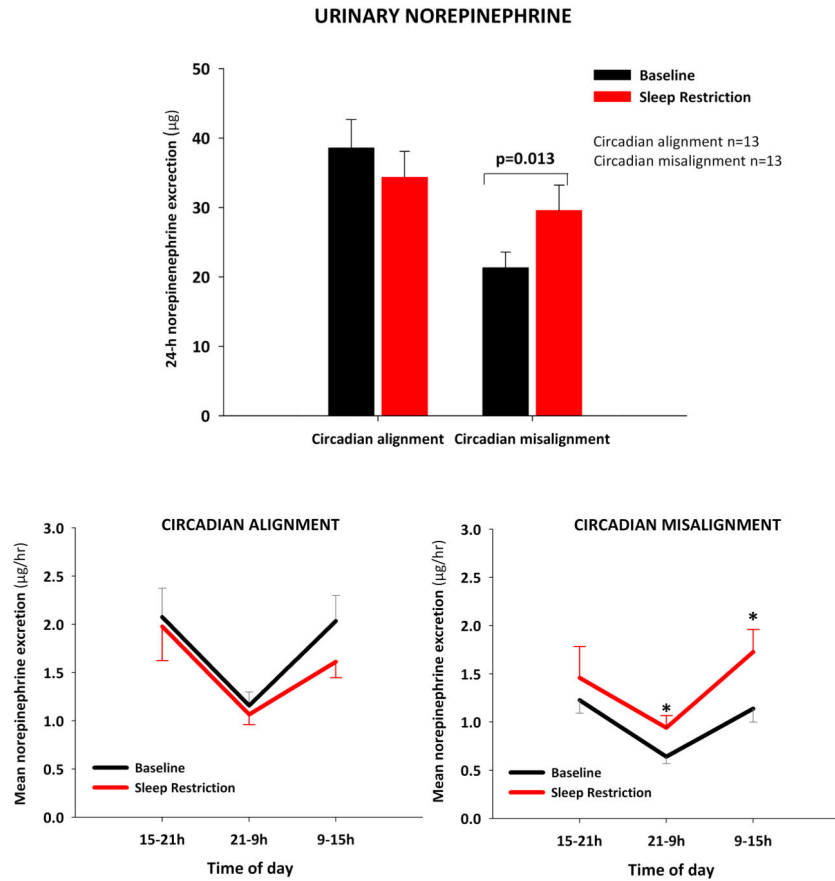 URINARY NOREPINEPHRINE
50
40
30
20
10
0
24-h norepinenephrine excrection (µg)
Baseline
Sleep Restriction
Circadian alignment n=13
Circadian misalignment n=13
p=0.013
Circadian alignment
Circadian misalignment
CIRCADIAN ALIGNMENT
3.0
2.5
2.0
1.5
1.0
0.5
0.0
Mean norepinephrine excretion (µg/hr)
Baseline
Sleep Restriction
15-21h
21-9h
9-15h
Time of day
CIRCADIAN MISALIGNMENT
3.0
2.5
2.0
1.5
1.0
0.5
0.0
Mean norepinephrine excretion (µg/hr)
*
*
Baseline
Sleep Restriction
15-21h
21-9h
9-15h
Time of day